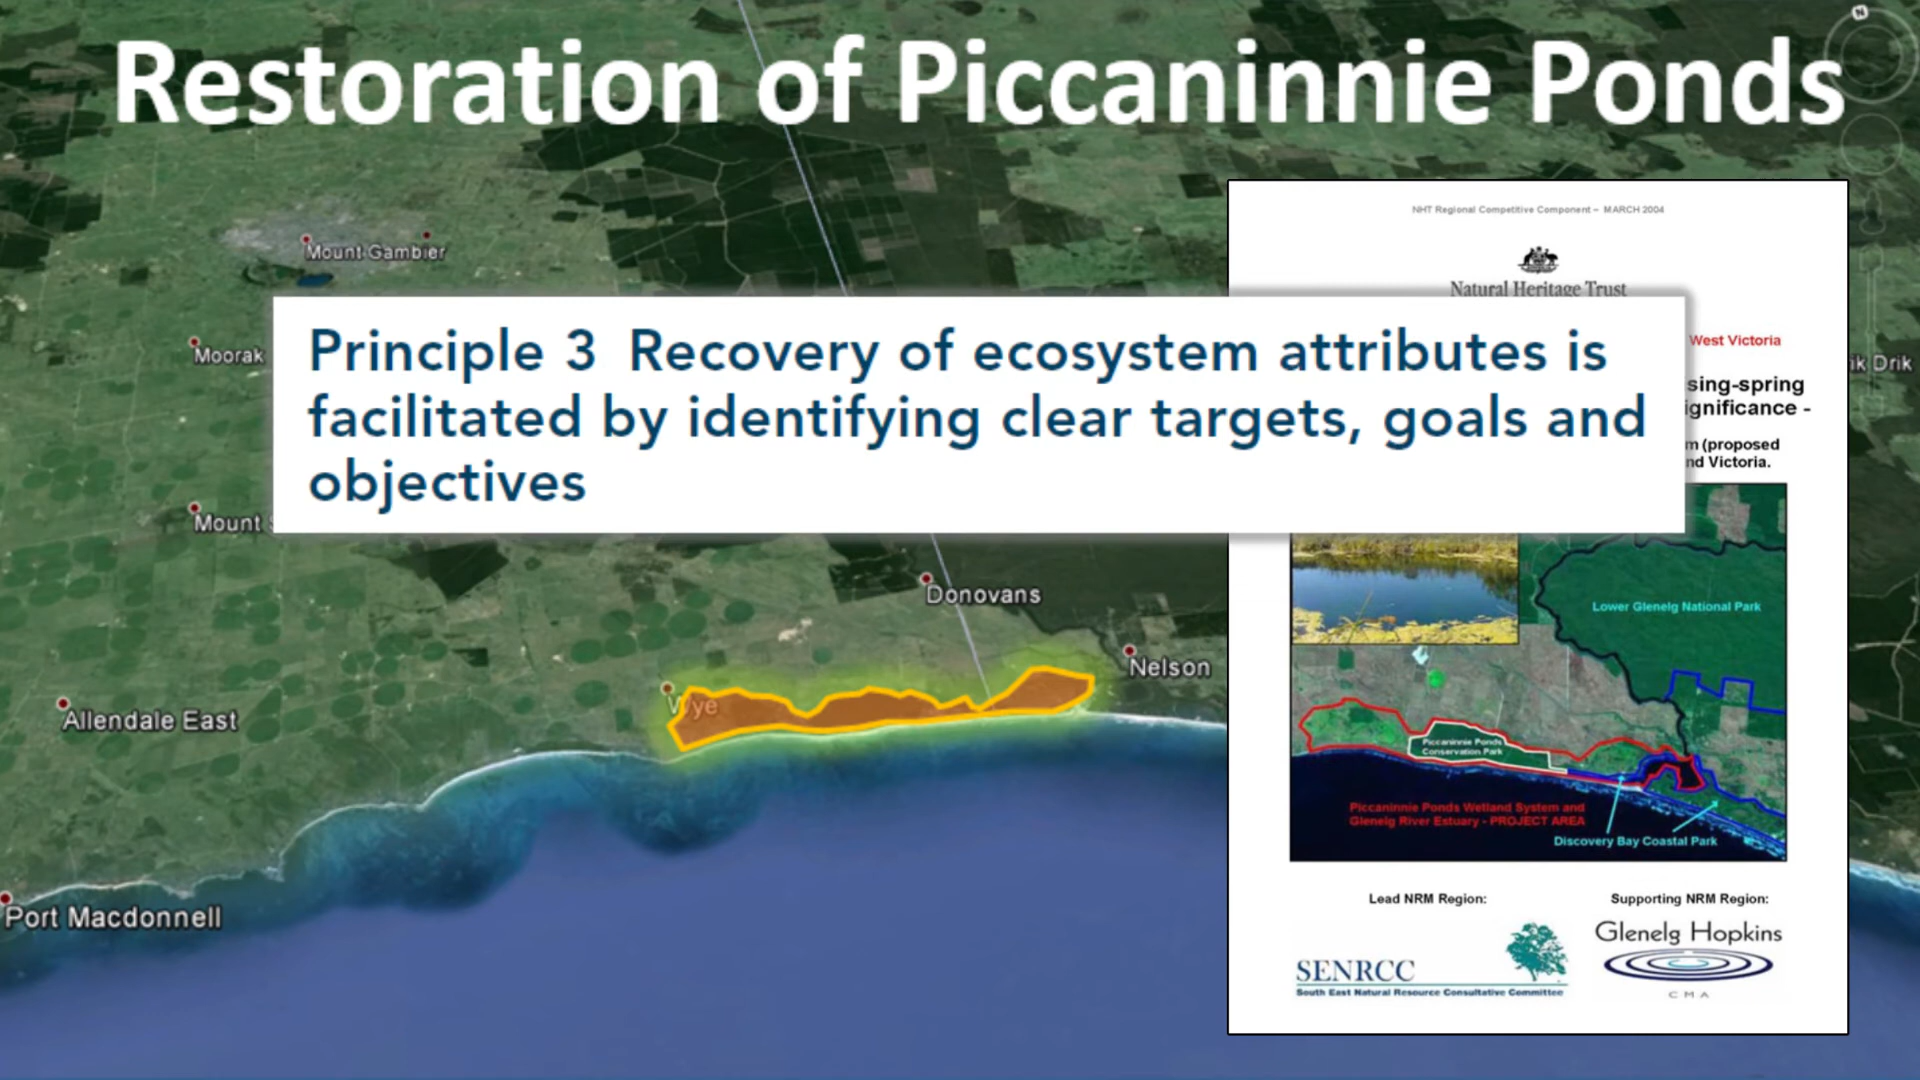 Restoration of Piccaninnie Ponds
N
NHT Regional Competitive Component – MARCH 2004
Mount Gambier
Natural Heritage Trust
Principle 3 Recovery of ecosystem attributes is
facilitated by identifying clear targets, goals and
objectives
West Victoria
Moorak
ik Drik
sing-spring
ignificance -
m (proposed
nd Victoria.
Mount
Donovans
Nelson
Wye
Allendale East
Port Macdonnell
Lower Glenelg National Park
Piccaninnie Ponds
Conservation Park
Piccaninnie Ponds Wetland System and
Glenelg River Estuary - PROJECT AREA
Discovery Bay Coastal Park
Lead NRM Region:
Supporting NRM Region:
SENRCC
South East Natural Resource Consultative Committee
Glenelg Hopkins
CMA